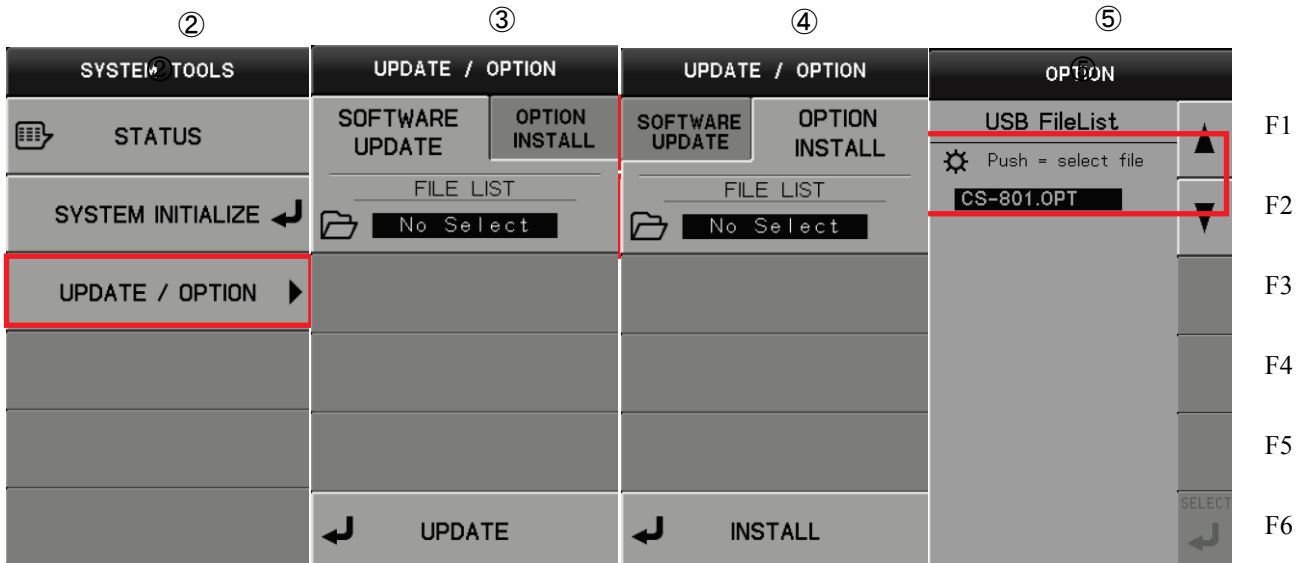 ② ③ ④ ⑤
SYSTEM TOOLS
②
STATUS
SYSTEM INITIALIZE
UPDATE / OPTION
UPDATE / OPTION
SOFTWARE
UPDATE
OPTION
INSTALL
FILE LIST
No Select
UPDATE
UPDATE / OPTION
SOFTWARE
UPDATE
OPTION
INSTALL
FILE LIST
No Select
INSTALL
OPTION
⑤
USB FileList
Push = select file
CS-801.OPT
SELECT
F1
F2
F3
F4
F5
F6